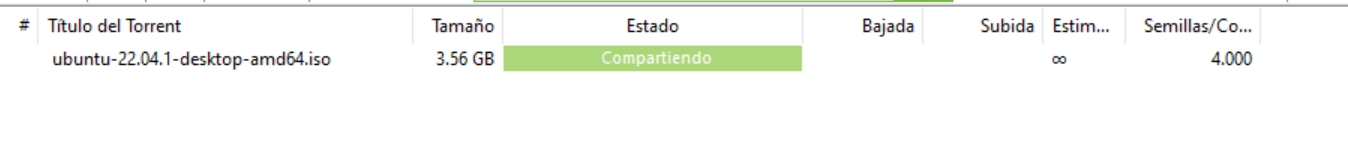 # Título del Torrent Tamaño Estado Bajada Subida Estim... Semillas/Co...
ubuntu-22.04.1-desktop-amd64.iso 3.56 GB Compartiendo ∞ 4.000